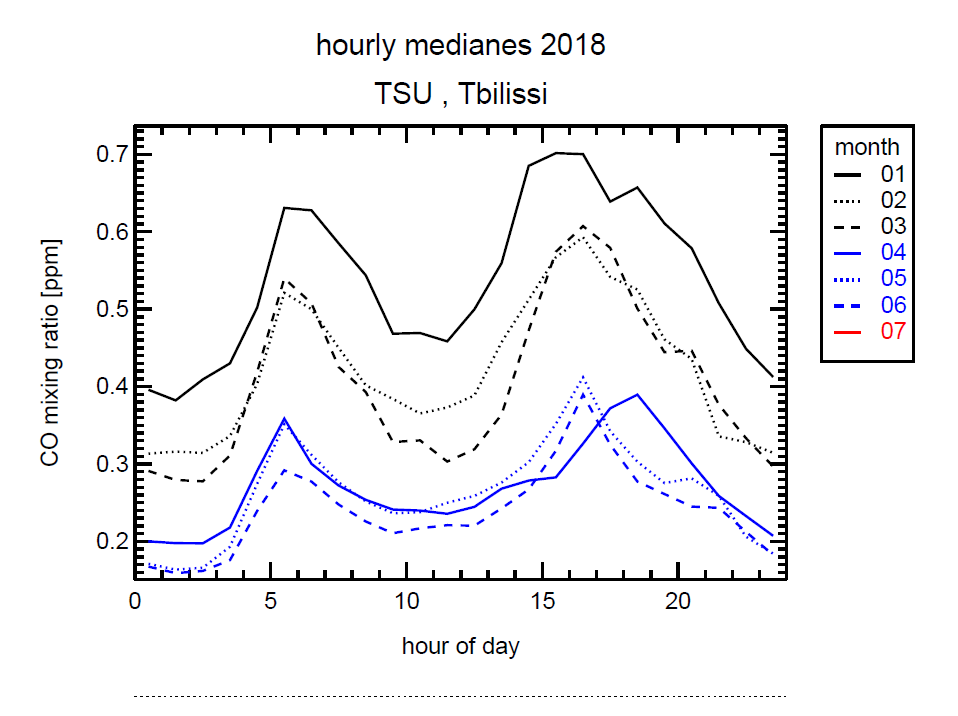 hourly medianes 2018
TSU , Tbilissi
CO mixing ratio [ppm]
0.7
0.6
0.5
0.4
0.3
0.2
0 5 10 15 20
hour of day
month
01
02
03
04
05
06
07